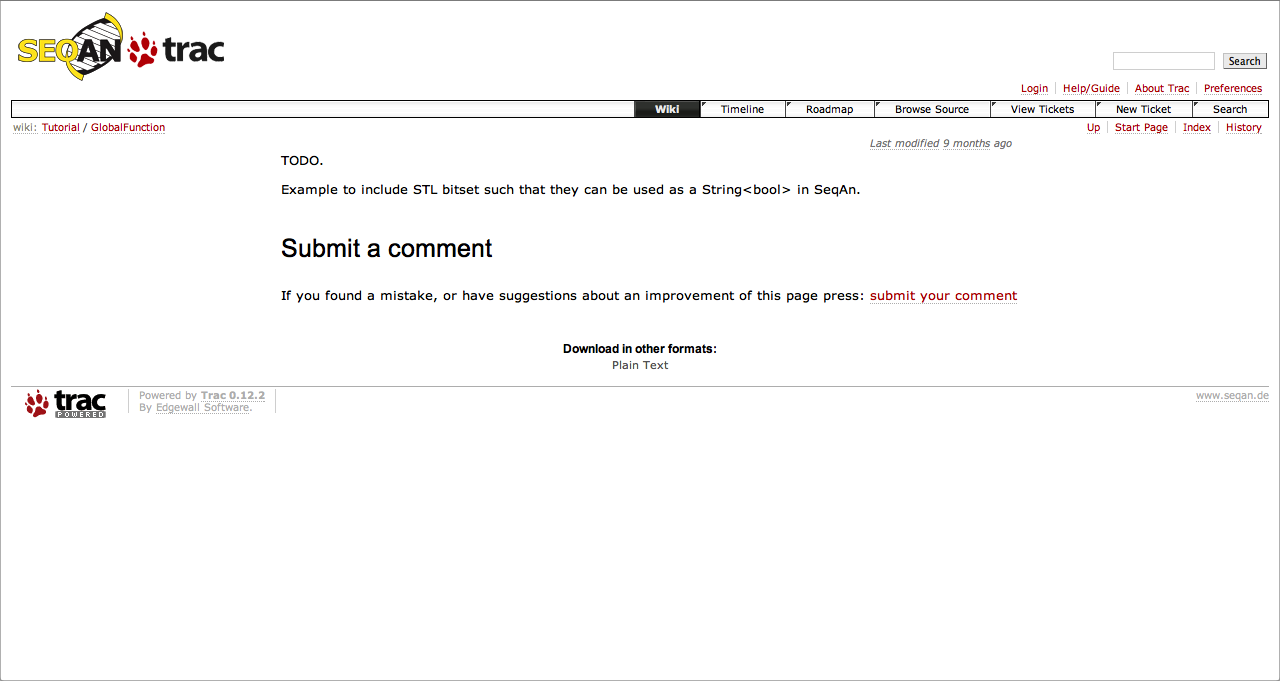 SEQAN trac
Search
Login Help/Guide About Trac Preferences
Wiki Timeline Roadmap Browse Source View Tickets New Ticket Search
wiki: Tutorial / GlobalFunction Up Start Page Index History
Last modified 9 months ago
TODO.
Example to include STL bitset such that they can be used as a String<bool> in SeqAn.
Submit a comment
If you found a mistake, or have suggestions about an improvement of this page press: submit your comment
Download in other formats:
Plain Text
trac POWERED
Powered by Trac 0.12.2
By Edgewall Software.
www.seqan.de